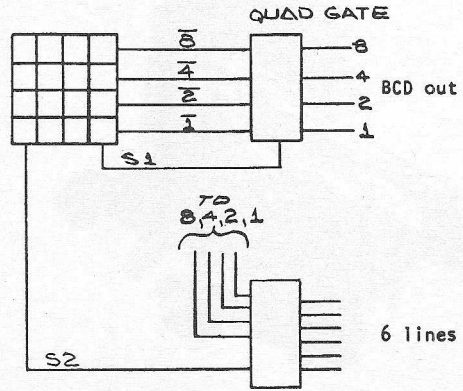 QUAD GATE
8̅ 8
4̅ 4
BCD out
2̅ 2
1̅ 1
S1
TO
8,4,2,1
6 lines
S2